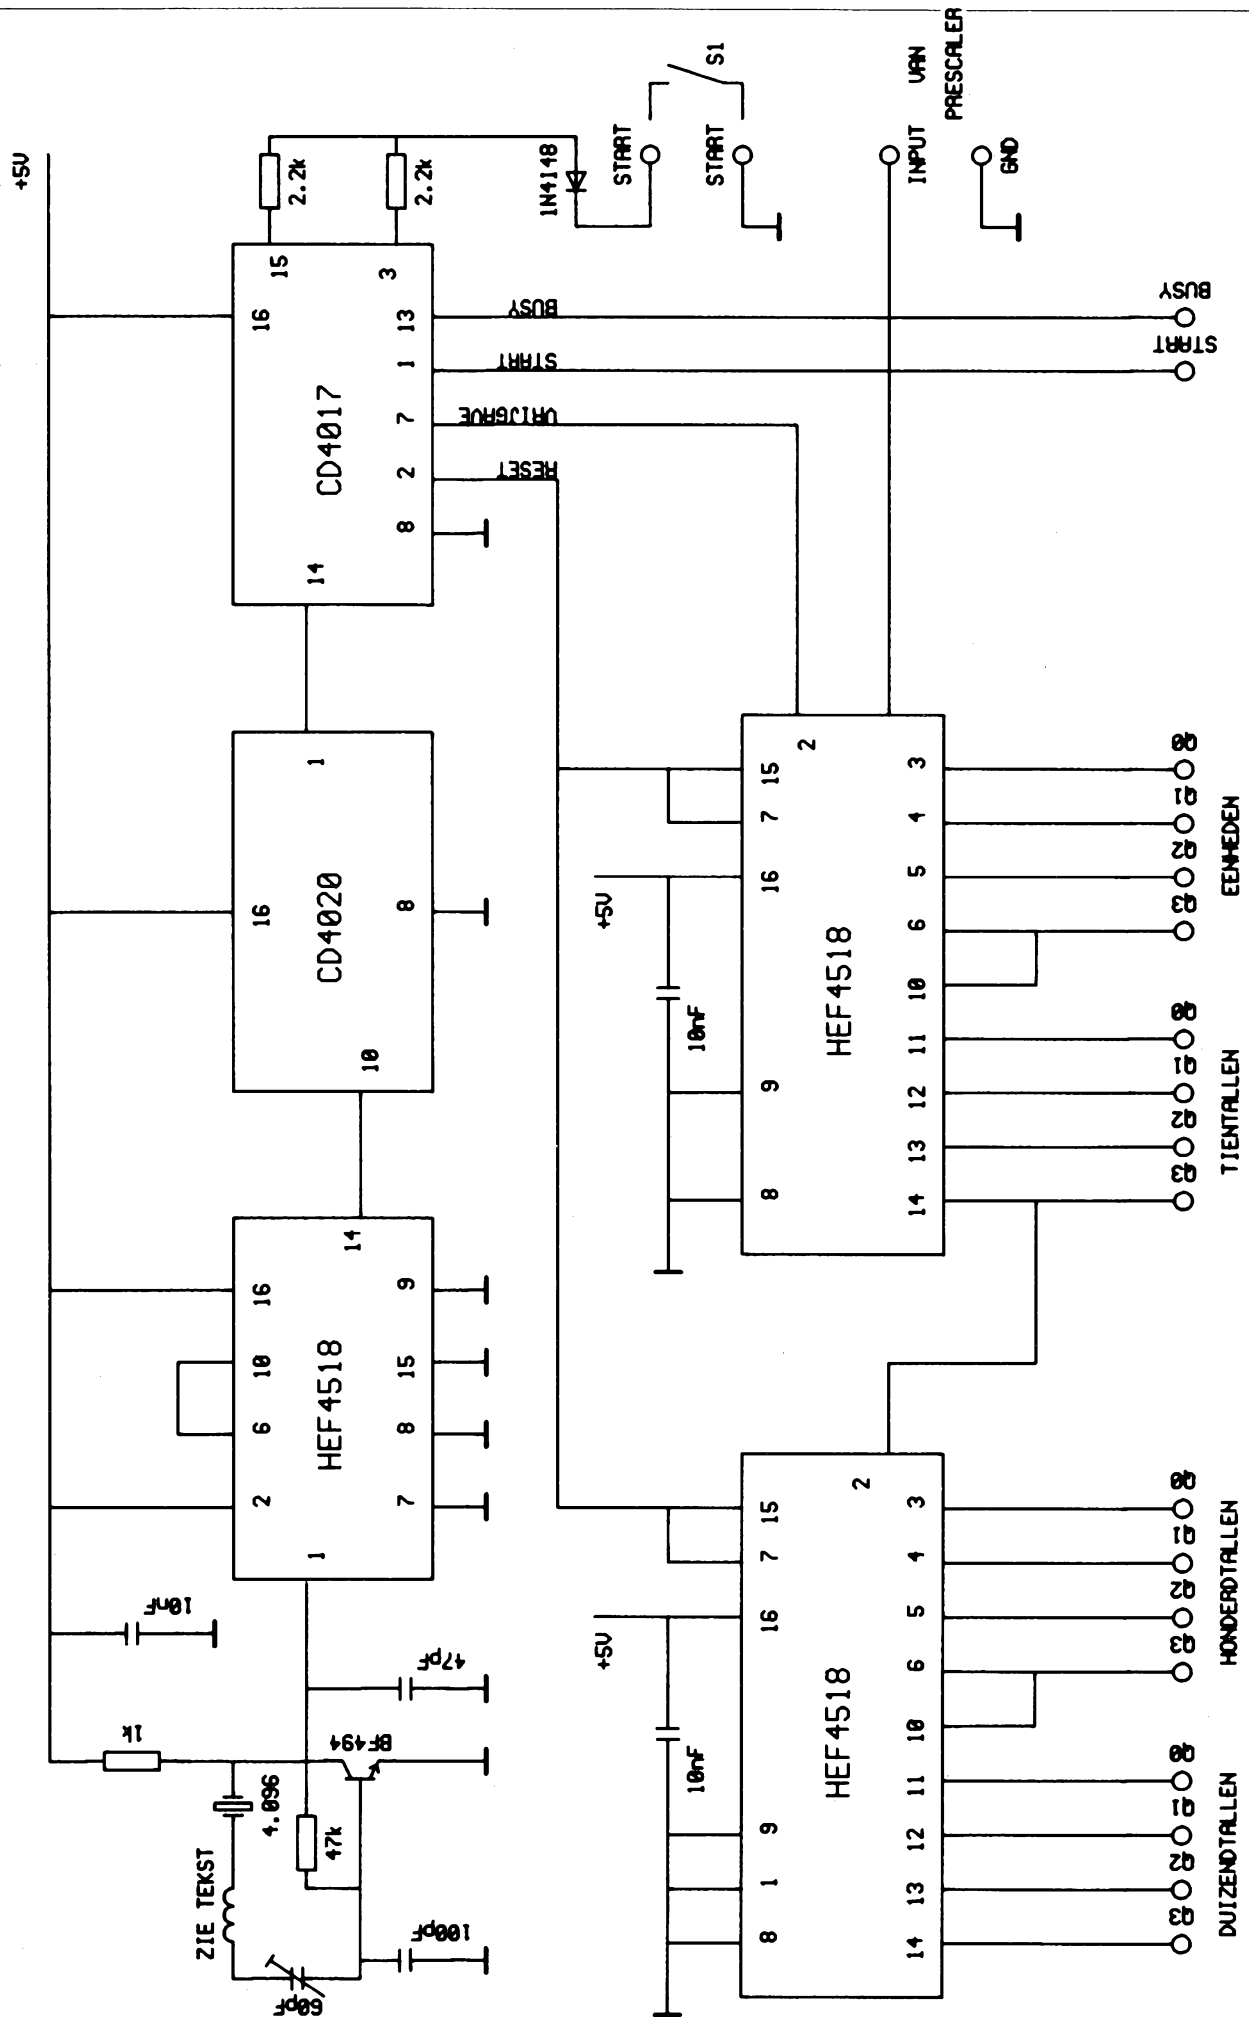 +5V
S1
START
START
INPUT VAN
PRESCALER
GND
2.2k
2.2k
1N4148
15
3
16
13
1
7
2
8
14
CD4017
BUSY
START
VRIJGAVE
RESET
BUSY
START
1
16
8
10
CD4020
14
16
9
10
15
6
8
2
7
1
HEF4518
10nF
47pF
1k
BF494
4.096
47k
ZIE TEKST
100pF
60pF
2
15
7
16
9
8
3
4
5
6
10
11
12
13
14
HEF4518
+5V
10nF
Q0
Q1
Q2
Q3
EENHEDEN
Q0
Q1
Q2
Q3
TIENTALLEN
2
15
7
16
9
1
8
3
4
5
6
10
11
12
13
14
HEF4518
+5V
10nF
Q0
Q1
Q2
Q3
HONDERDTALLEN
Q0
Q1
Q2
Q3
DUIZENDTALLEN